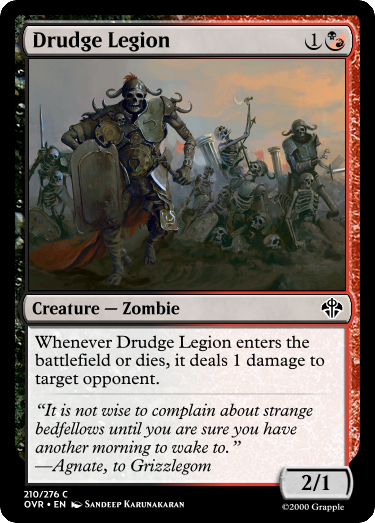 Drudge Legion 1
Creature — Zombie
Whenever Drudge Legion enters the
battlefield or dies, it deals 1 damage to
target opponent.
“It is not wise to complain about strange
bedfellows until you are sure you have
another morning to wake to.”
—Agnate, to Grizzlegom
2/1
210/276 C
OVR • EN Sandeep Karunakaran
©2000 Grapple